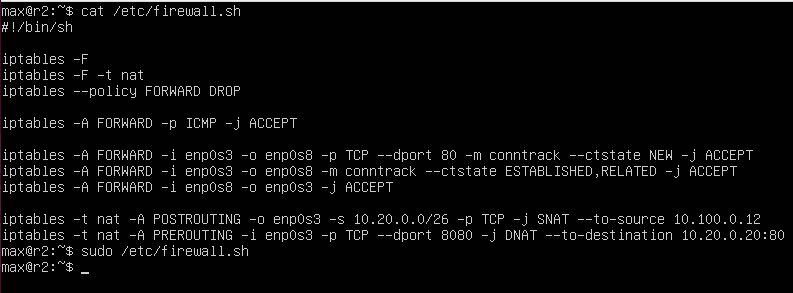 max@r2:~$ cat /etc/firewall.sh
#!/bin/sh
iptables -F
iptables -F -t nat
iptables --policy FORWARD DROP
iptables -A FORWARD -p ICMP -j ACCEPT
iptables -A FORWARD -i enp0s3 -o enp0s8 -p TCP --dport 80 -m conntrack --ctstate NEW -j ACCEPT
iptables -A FORWARD -i enp0s3 -o enp0s8 -m conntrack --ctstate ESTABLISHED,RELATED -j ACCEPT
iptables -A FORWARD -i enp0s8 -o enp0s3 -j ACCEPT
iptables -t nat -A POSTROUTING -o enp0s3 -s 10.20.0.0/26 -p TCP -j SNAT --to-source 10.100.0.12
iptables -t nat -A PREROUTING -i enp0s3 -p TCP --dport 8080 -j DNAT --to-destination 10.20.0.20:80
max@r2:~$ sudo /etc/firewall.sh
max@r2:~$ _